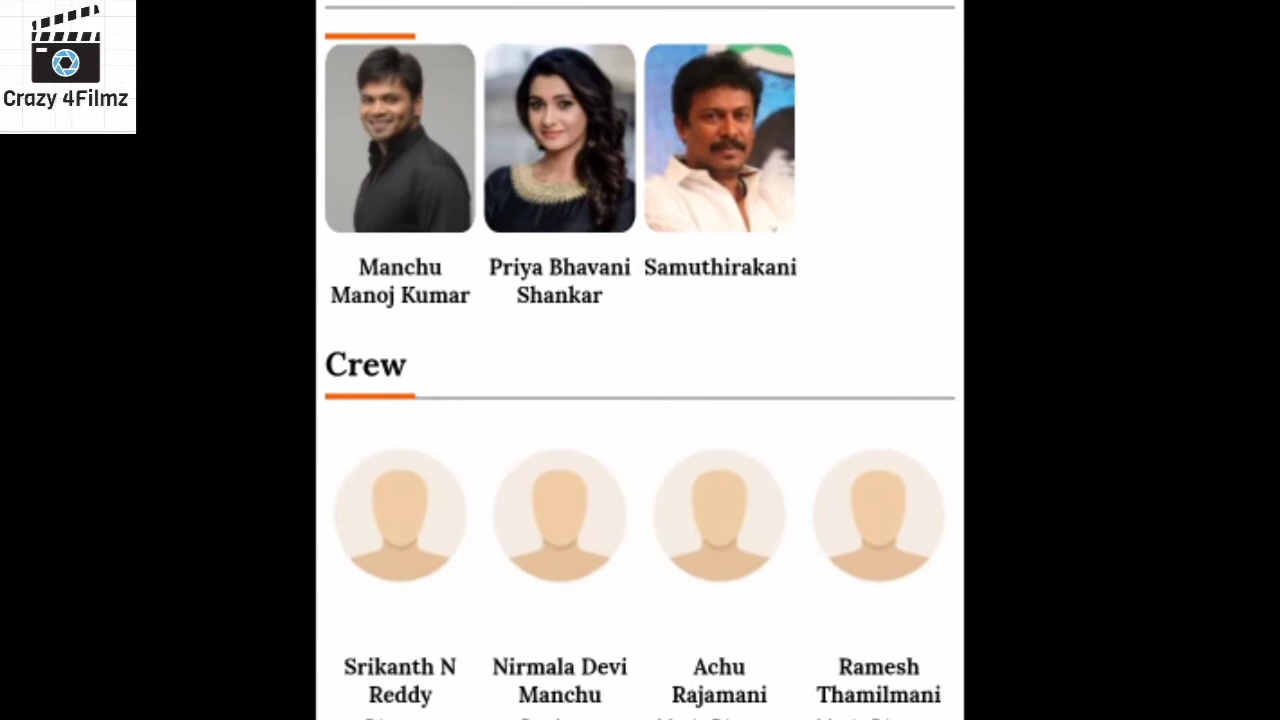 Crazy 4Filmz
Manchu
Manoj Kumar
Priya Bhavani
Shankar
Samuthirakani
Crew
Srikanth N
Reddy
Nirmala Devi
Manchu
Achu
Rajamani
Ramesh
Thamilmani